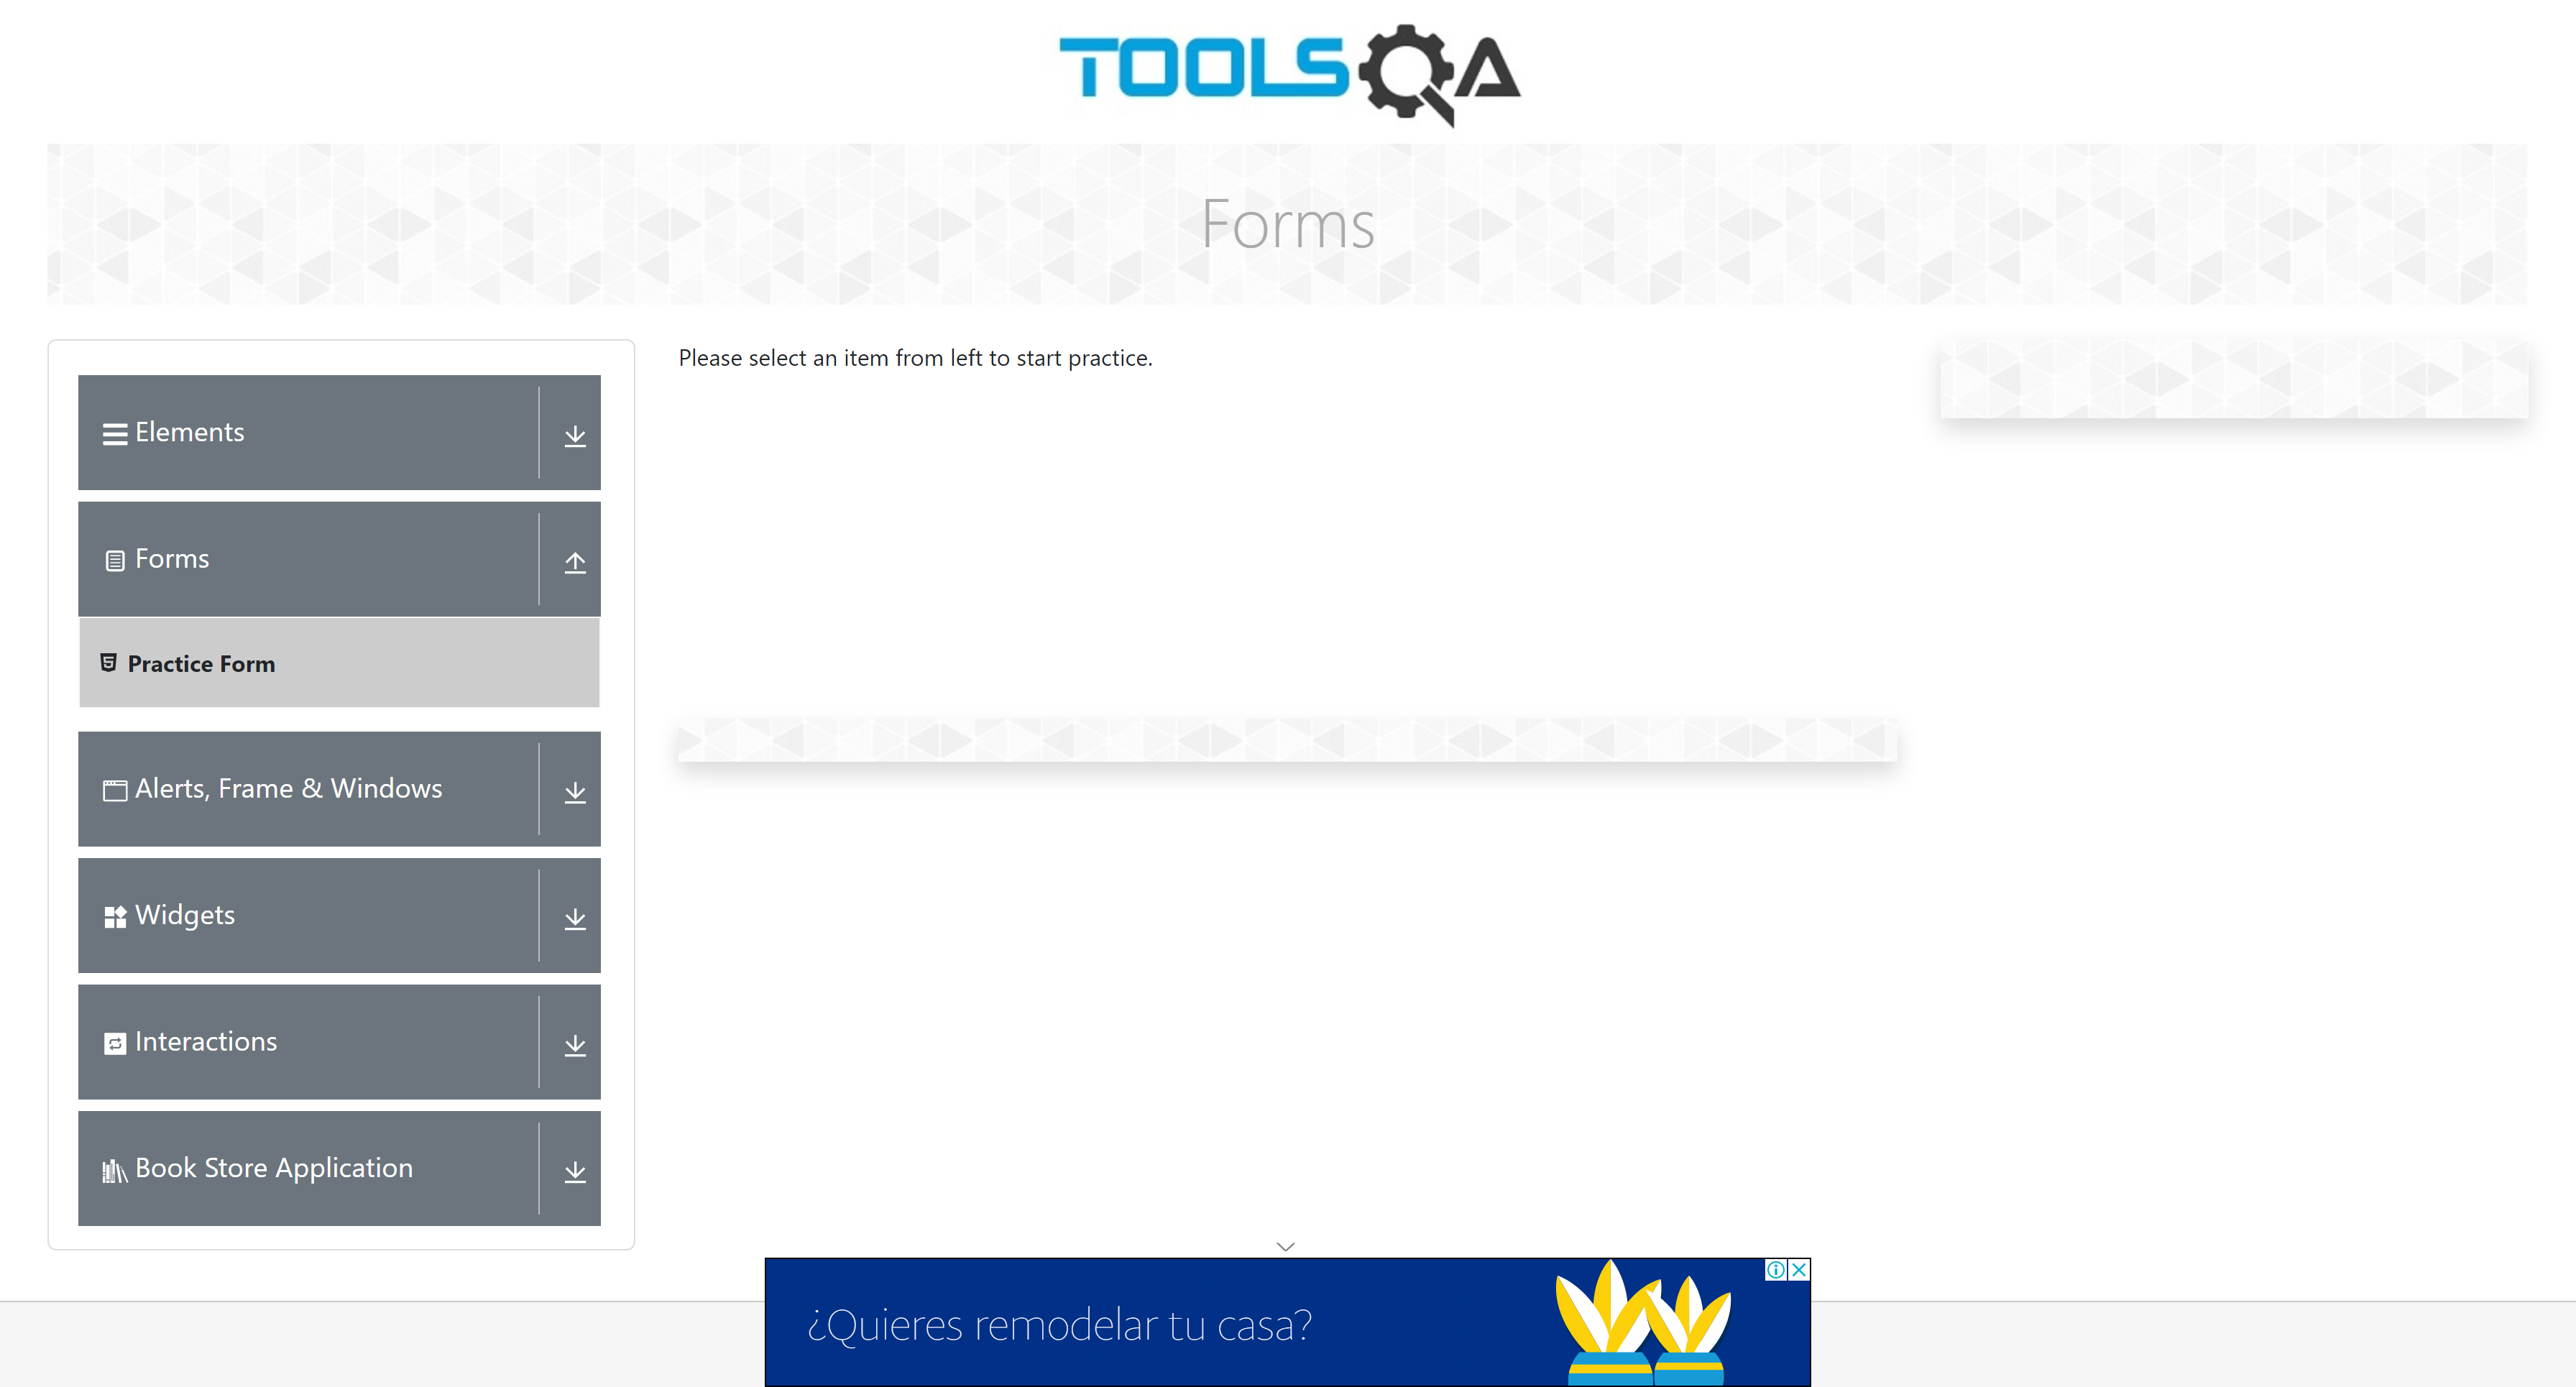 TOOLSQA
Forms
Elements
Forms
Practice Form
Alerts, Frame & Windows
Widgets
Interactions
Book Store Application
Please select an item from left to start practice.
¿Quieres remodelar tu casa?